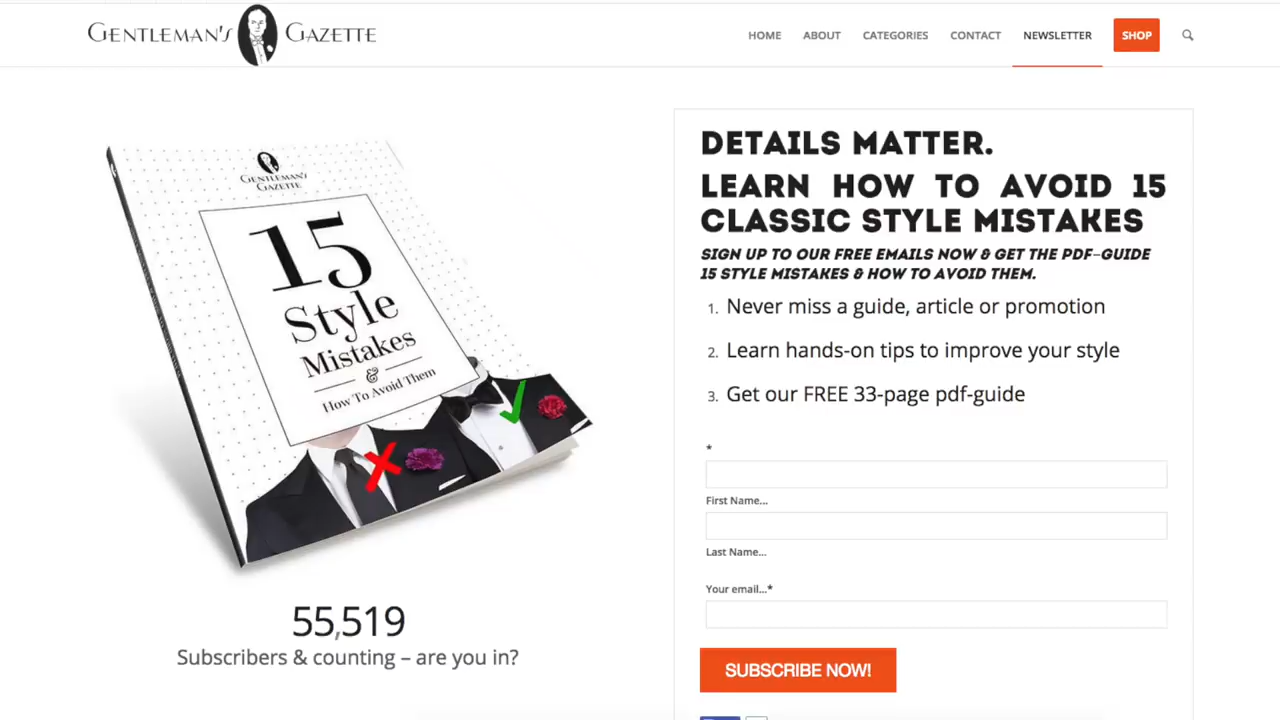 GENTLEMAN'S GAZETTE
HOME ABOUT CATEGORIES CONTACT NEWSLETTER SHOP
GENTLEMAN'S
GAZETTE
15
Style
Mistakes
&
How To Avoid Them
55,519
Subscribers & counting – are you in?
DETAILS MATTER.
LEARN HOW TO AVOID 15
CLASSIC STYLE MISTAKES
SIGN UP TO OUR FREE EMAILS NOW & GET THE PDF–GUIDE
15 STYLE MISTAKES & HOW TO AVOID THEM.
1. Never miss a guide, article or promotion
2. Learn hands-on tips to improve your style
3. Get our FREE 33-page pdf-guide
*
First Name...
Last Name...
Your email...*
SUBSCRIBE NOW!